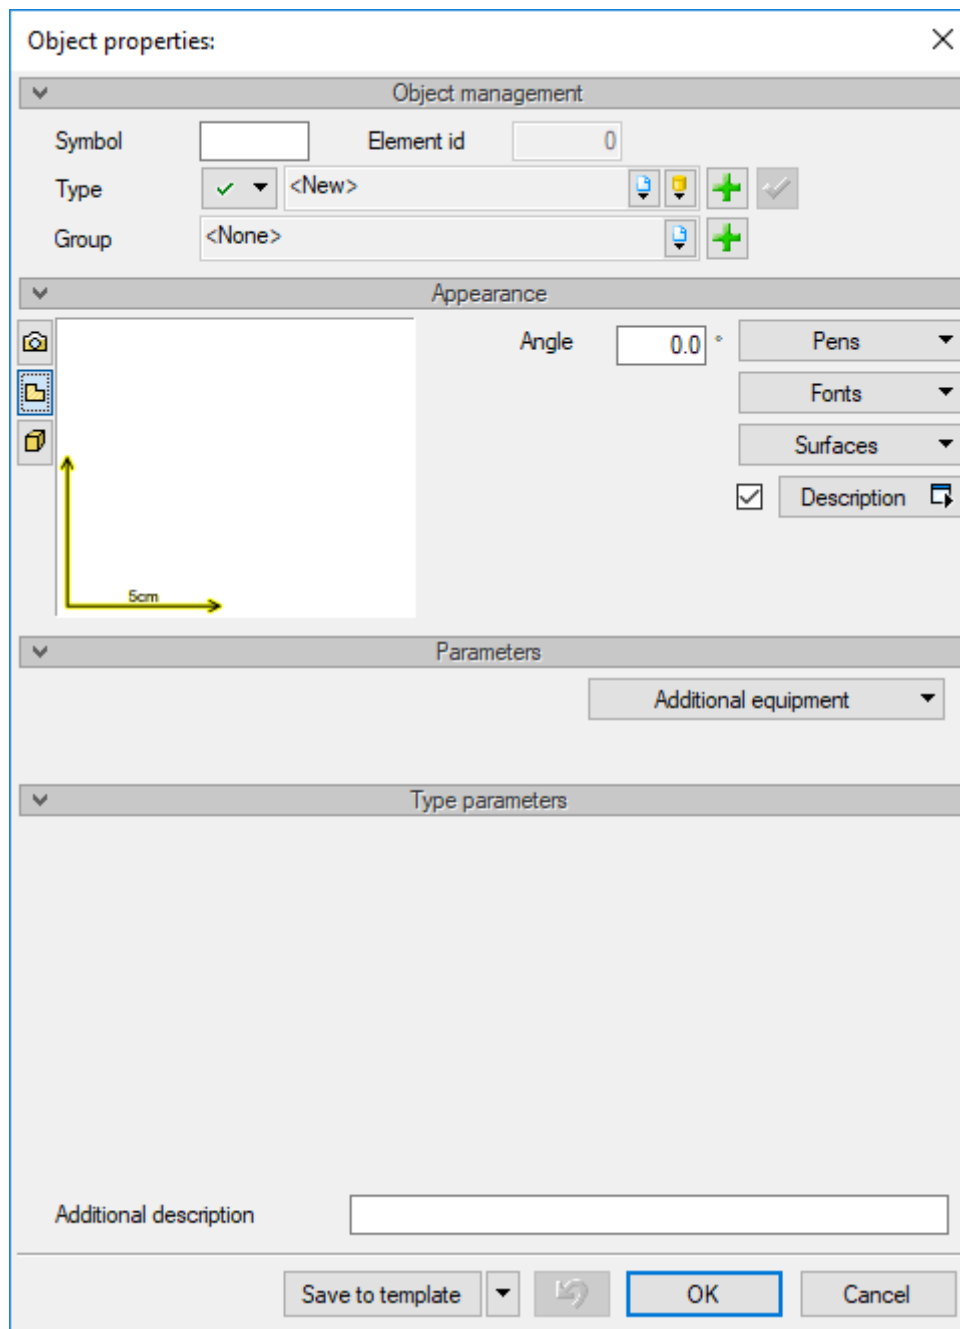 Object properties:
Object management
Symbol Element id 0
Type <New>
Group <None>
Appearance
Angle 0.0 ° Pens
Fonts
Surfaces
Description
5cm
Parameters
Additional equipment
Type parameters
Additional description
Save to template OK Cancel